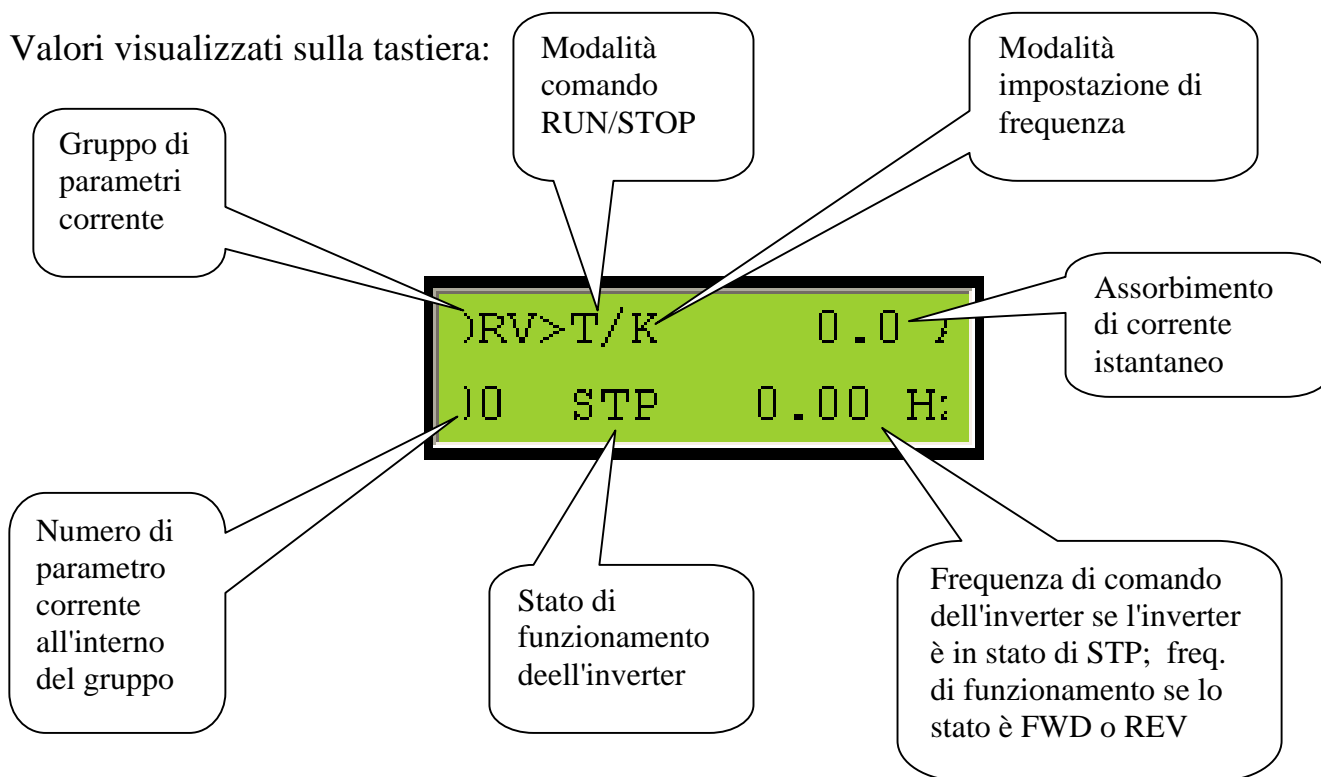 Valori visualizzati sulla tastiera:
Modalità
comando
RUN/STOP
Modalità
impostazione di
frequenza
Gruppo di
parametri
corrente
Assorbimento
di corrente
istantaneo
)RV>T/K 0.0
)0 STP 0.00 H
Numero di
parametro
corrente
all'interno
del gruppo
Stato di
funzionamento
deell'inverter
Frequenza di comando
dell'inverter se l'inverter
è in stato di STP; freq.
di funzionamento se lo
stato è FWD o REV